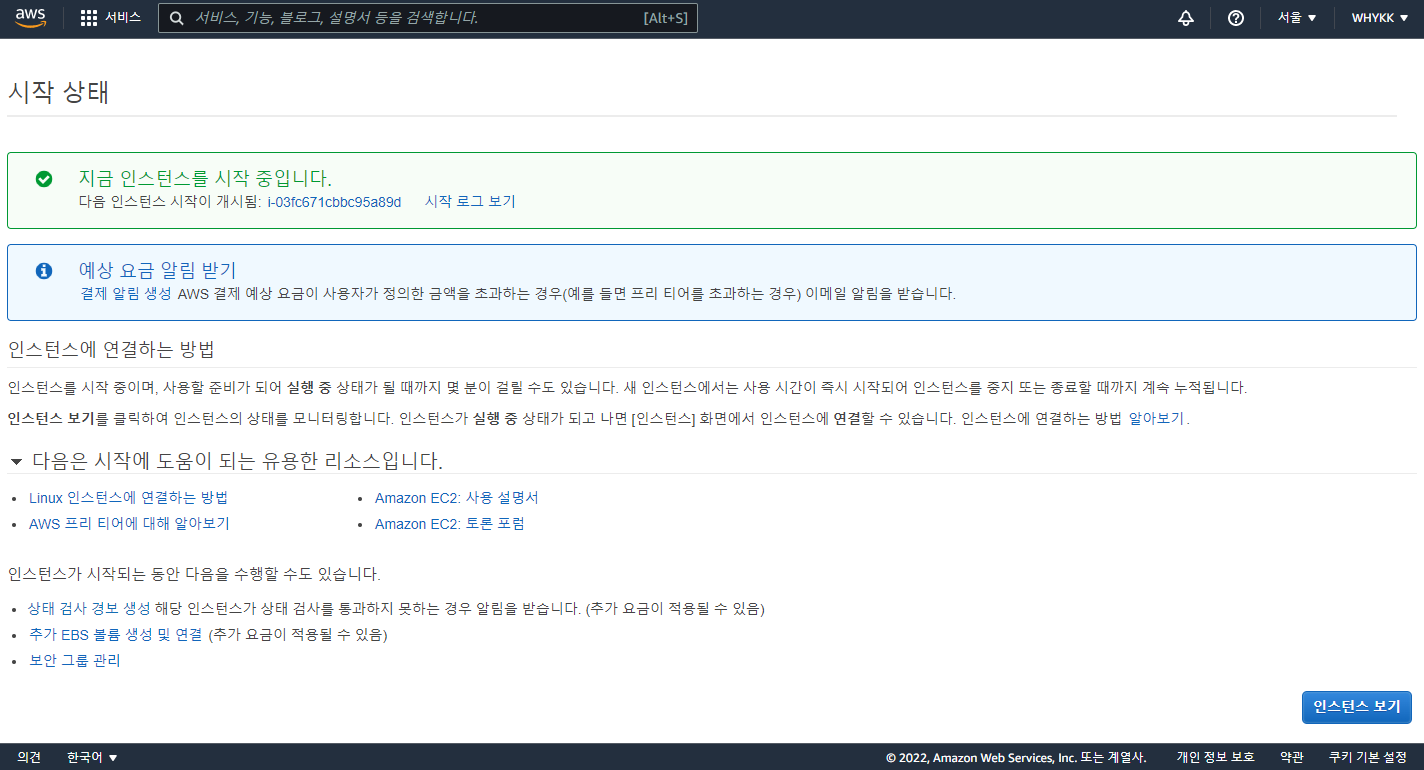 aws 서비스 서비스, 기능, 블로그, 설명서 등을 검색합니다. [Alt+S] 서울 ▼ WHYKK ▼
시작 상태
지금 인스턴스를 시작 중입니다.
다음 인스턴스 시작이 개시됨: i-03fc671cbbc95a89d 시작 로그 보기
예상 요금 알림 받기
결제 알림 생성 AWS 결제 예상 요금이 사용자가 정의한 금액을 초과하는 경우(예를 들면 프리 티어를 초과하는 경우) 이메일 알림을 받습니다.
인스턴스에 연결하는 방법
인스턴스를 시작 중이며, 사용할 준비가 되어 실행 중 상태가 될 때까지 몇 분이 걸릴 수도 있습니다. 새 인스턴스에서는 사용 시간이 즉시 시작되어 인스턴스를 중지 또는 종료할 때까지 계속 누적됩니다.
인스턴스 보기를 클릭하여 인스턴스의 상태를 모니터링합니다. 인스턴스가 실행 중 상태가 되고 나면 [인스턴스] 화면에서 인스턴스에 연결할 수 있습니다. 인스턴스에 연결하는 방법 알아보기.
▼ 다음은 시작에 도움이 되는 유용한 리소스입니다.
• Linux 인스턴스에 연결하는 방법 • Amazon EC2: 사용 설명서
• AWS 프리 티어에 대해 알아보기 • Amazon EC2: 토론 포럼
인스턴스가 시작되는 동안 다음을 수행할 수도 있습니다.
• 상태 검사 경보 생성 해당 인스턴스가 상태 검사를 통과하지 못하는 경우 알림을 받습니다. (추가 요금이 적용될 수 있음)
• 추가 EBS 볼륨 생성 및 연결 (추가 요금이 적용될 수 있음)
• 보안 그룹 관리
인스턴스 보기
의견 한국어 ▼ © 2022, Amazon Web Services, Inc. 또는 계열사. 개인 정보 보호 약관 쿠키 기본 설정